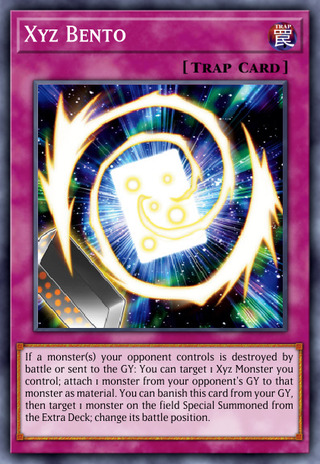 Xyz Bento
TRAP
罠
[Trap Card]
If a monster(s) your opponent controls is destroyed by
battle or sent to the GY: You can target 1 Xyz Monster you
control; attach 1 monster from your opponent's GY to that
monster as material. You can banish this card from your GY,
then target 1 monster on the field Special Summoned from
the Extra Deck; change its battle position.